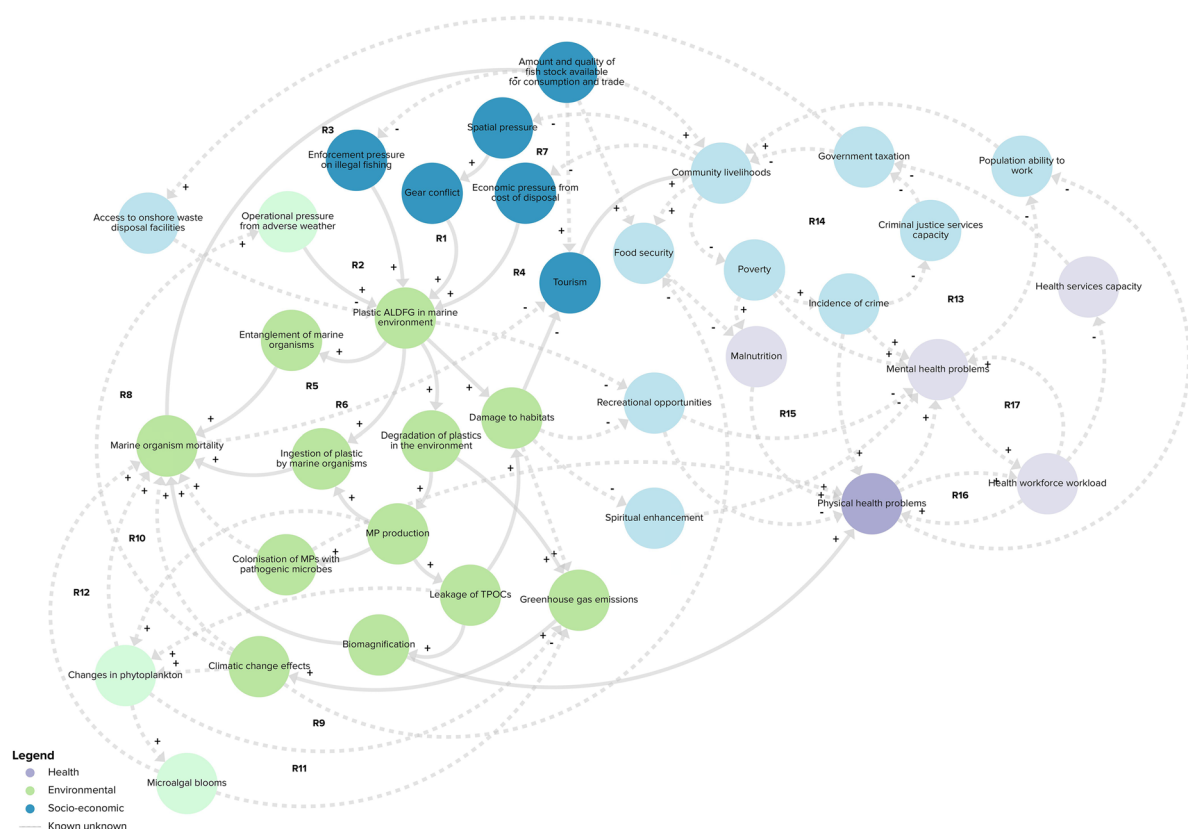 Amount and quality of
fish stock available
for consumption and trade
-
-
R3
Spatial pressure
-
R7
+
Enforcement pressure
on illegal fishing
+
Gear conflict
Economic pressure from
cost of disposal
-
Community livelihoods
+
-
Government taxation
Population ability to
work
-
-
-
+
Access to onshore waste
disposal facilities
Operational pressure
from adverse weather
+
+
+
+
R14
Criminal justice services
capacity
-
R1
+
R4
Food security
-
Poverty
R2
+
+
+
+
-
Tourism
-
-
+
+
Incidence of crime
-
R13
Health services capacity
Plastic ALDFG in marine
environment
-
-
-
+
Entanglement of marine
organisms
+
Malnutrition
+
+
Mental health problems
+
-
R5
R8
R6
+
+
-
Recreational opportunities
-
-
R15
R17
+
+
Marine organism mortality
+
Degradation of plastics
in the environment
Damage to habitats
-
+
Ingestion of plastic
by marine organisms
+
+
+
+
+
+
+
+
+
-
+
+
-
Physical health problems
+
R16
+
Health workforce workload
+
Spiritual enhancement
MP production
+
R10
Colonisation of MPs with
pathogenic microbes
+
+
+
+
R12
Leakage of TPOCs
Greenhouse gas emissions
+
+
-
Biomagnification
+
+
+
Changes in phytoplankton
Climatic change effects
+
R9
+
R11
Microalgal blooms
Legend
Health
Environmental
Socio-economic
Known unknown